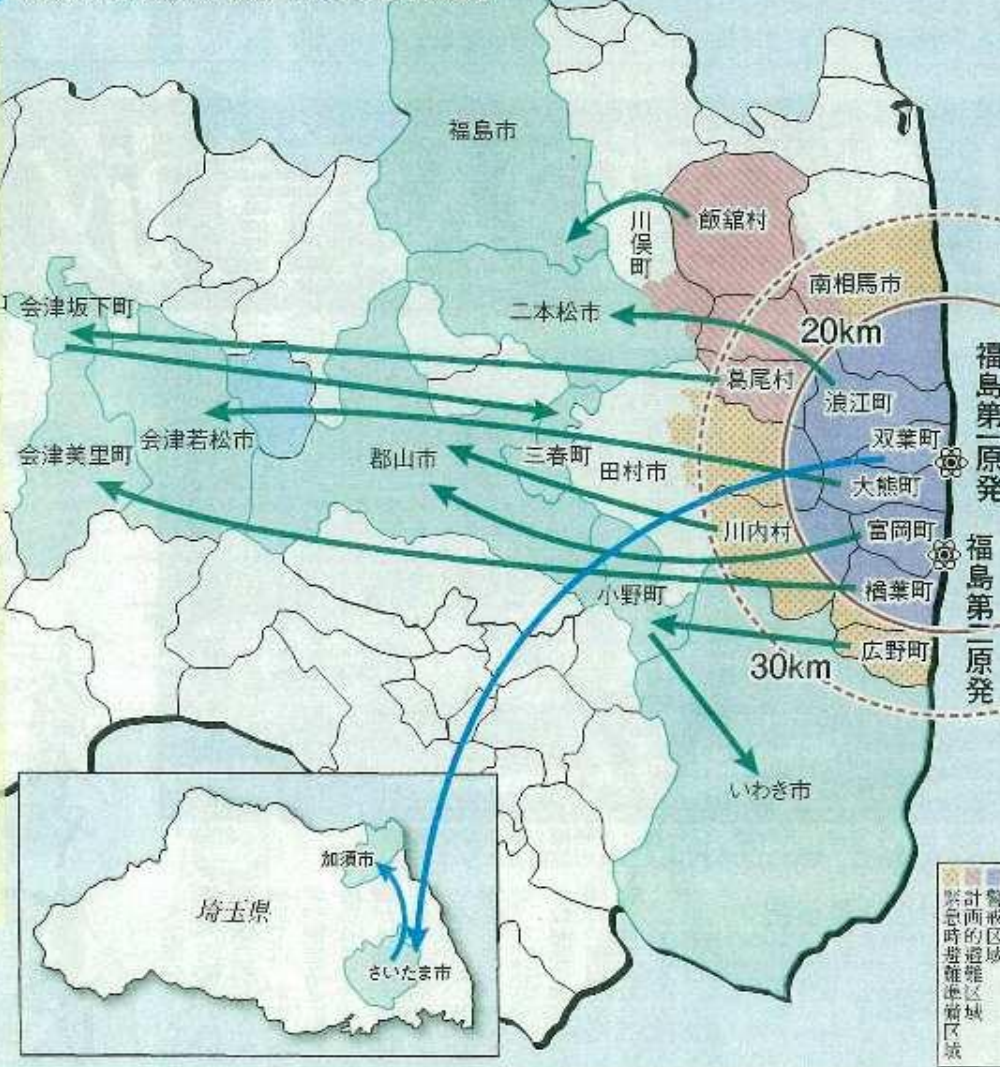 福島市
川俣町
飯舘村
南相馬市
会津坂下町
二本松市
20km
葛尾村
浪江町
福島第一原発
会津美里町
会津若松市
郡山市
三春町
田村市
双葉町
大熊町
川内村
富岡町
福島第二原発
小野町
楢葉町
広野町
30km
いわき市
加須市
埼玉県
さいたま市
警戒区域
計画的避難区域
緊急時避難準備区域